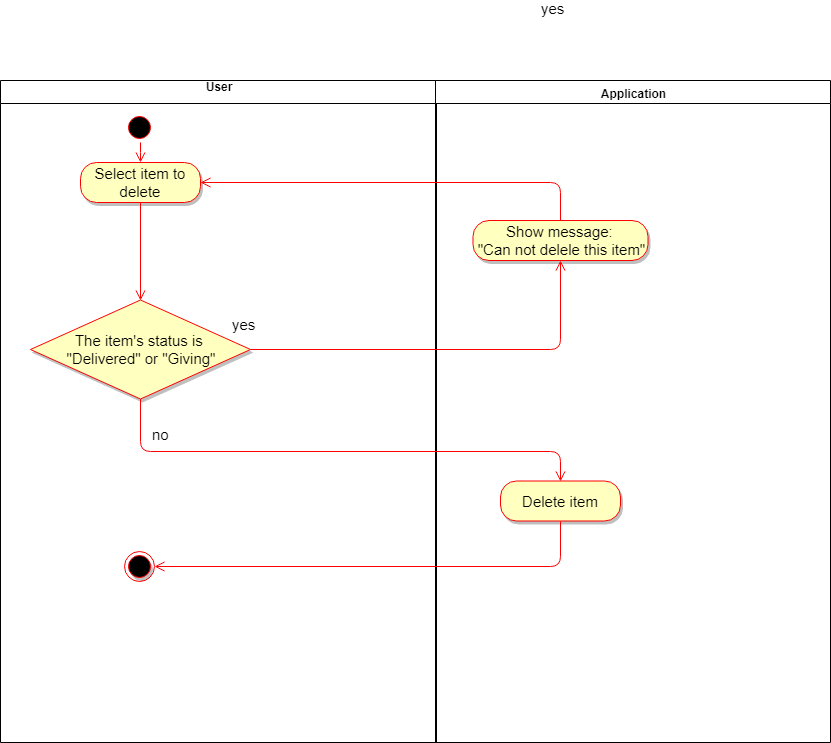 yes
User
Application
Select item to
delete
Show message:
"Can not delele this item"
yes
The item's status is
"Delivered" or "Giving"
no
Delete item